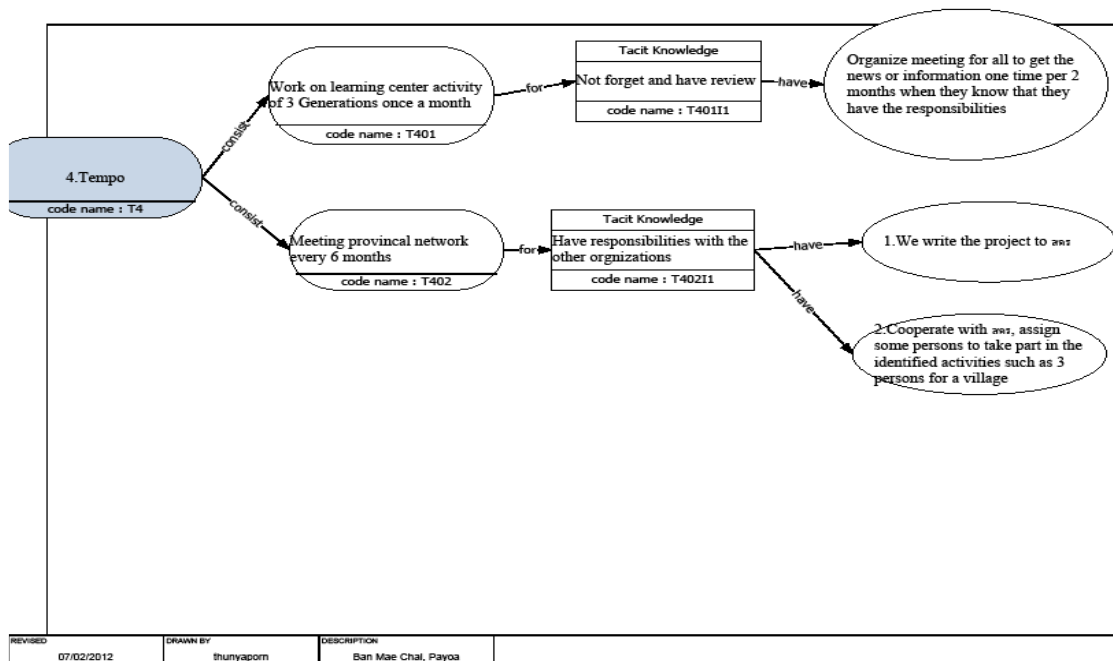 4.Tempo
code name : T4
consist
Work on learning center activity
of 3 Generations once a month
code name : T401
for
Tacit Knowledge
Not forget and have review
code name : T401I1
have
Organize meeting for all to get the
news or information one time per 2
months when they know that they
have the responsibilities
consist
Meeting provincal network
every 6 months
code name : T402
for
Tacit Knowledge
Have responsibilities with the
other orgnizations
code name : T402I1
have
1.We write the project to
have
2.Cooperate with , assign
some persons to take part in the
identified activities such as 3
persons for a village
REVISED
07/02/2012
DRAWN BY
thunyaporn
DESCRIPTION
Ban Mae Chai, Payoa